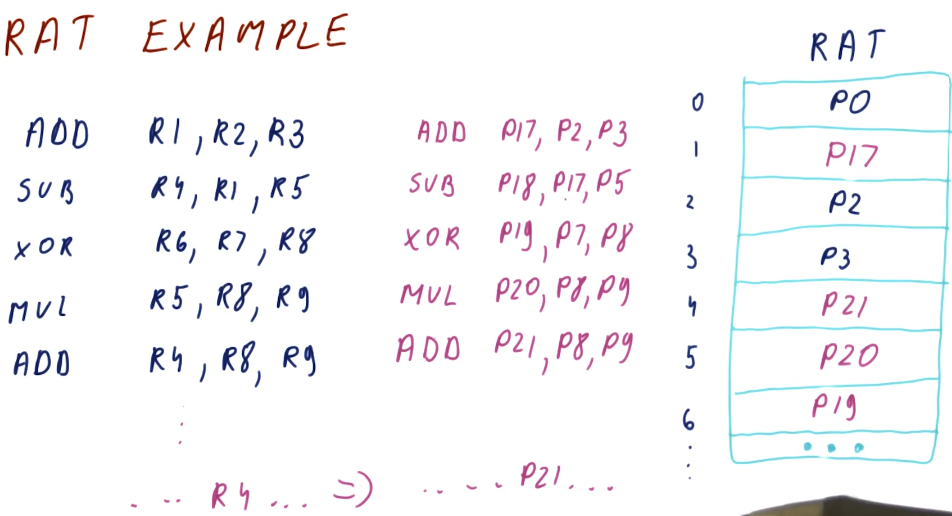 RAT EXAMPLE
RAT
ADD R1, R2, R3 ADD P17, P2, P3
SUB R4, R1, R5 SUB P18, P17, P5
XOR R6, R7, R8 XOR P19, P7, P8
MUL R5, R8, R9 MUL P20, P8, P9
ADD R4, R8, R9 ADD P21, P8, P9
0 P0
1 P17
2 P2
3 P3
4 P21
5 P20
6 P19
...
... R4 ... => .... P21...